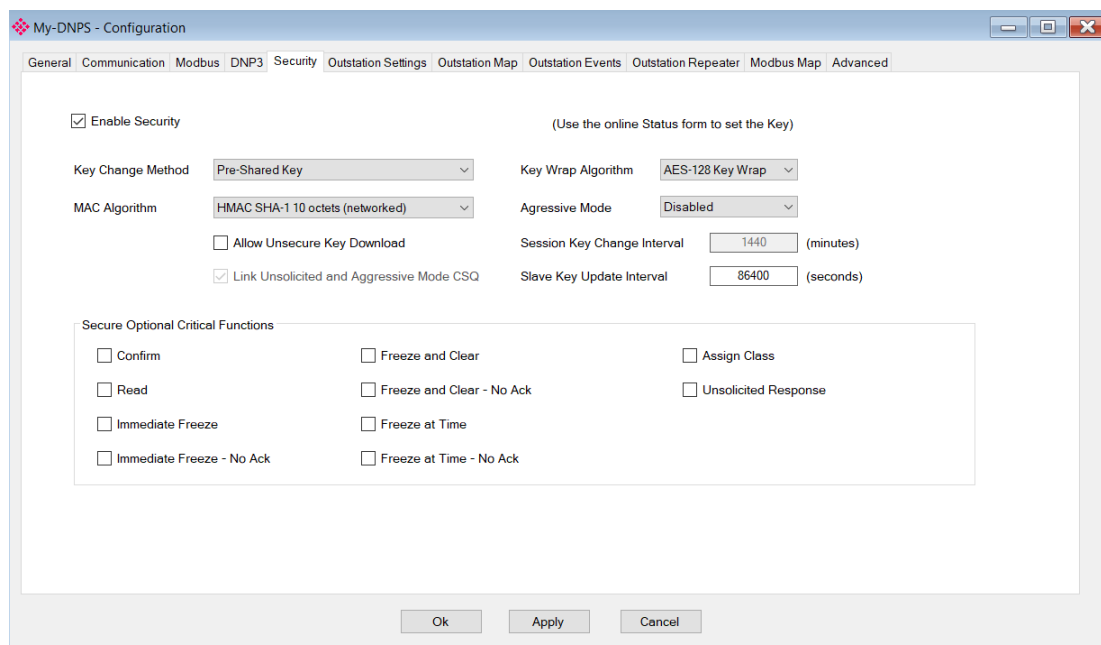 My-DNPS - Configuration
General Communication Modbus DNP3 Security Outstation Settings Outstation Map Outstation Events Outstation Repeater Modbus Map Advanced
Enable Security
(Use the online Status form to set the Key)
Key Change Method Pre-Shared Key Key Wrap Algorithm AES-128 Key Wrap
MAC Algorithm HMAC SHA-1 10 octets (networked) Agressive Mode Disabled
Allow Unsecure Key Download Session Key Change Interval 1440 (minutes)
Link Unsolicited and Aggressive Mode CSQ Slave Key Update Interval 86400 (seconds)
Secure Optional Critical Functions
Confirm Freeze and Clear Assign Class
Read Freeze and Clear - No Ack Unsolicited Response
Immediate Freeze Freeze at Time
Immediate Freeze - No Ack Freeze at Time - No Ack
Ok Apply Cancel